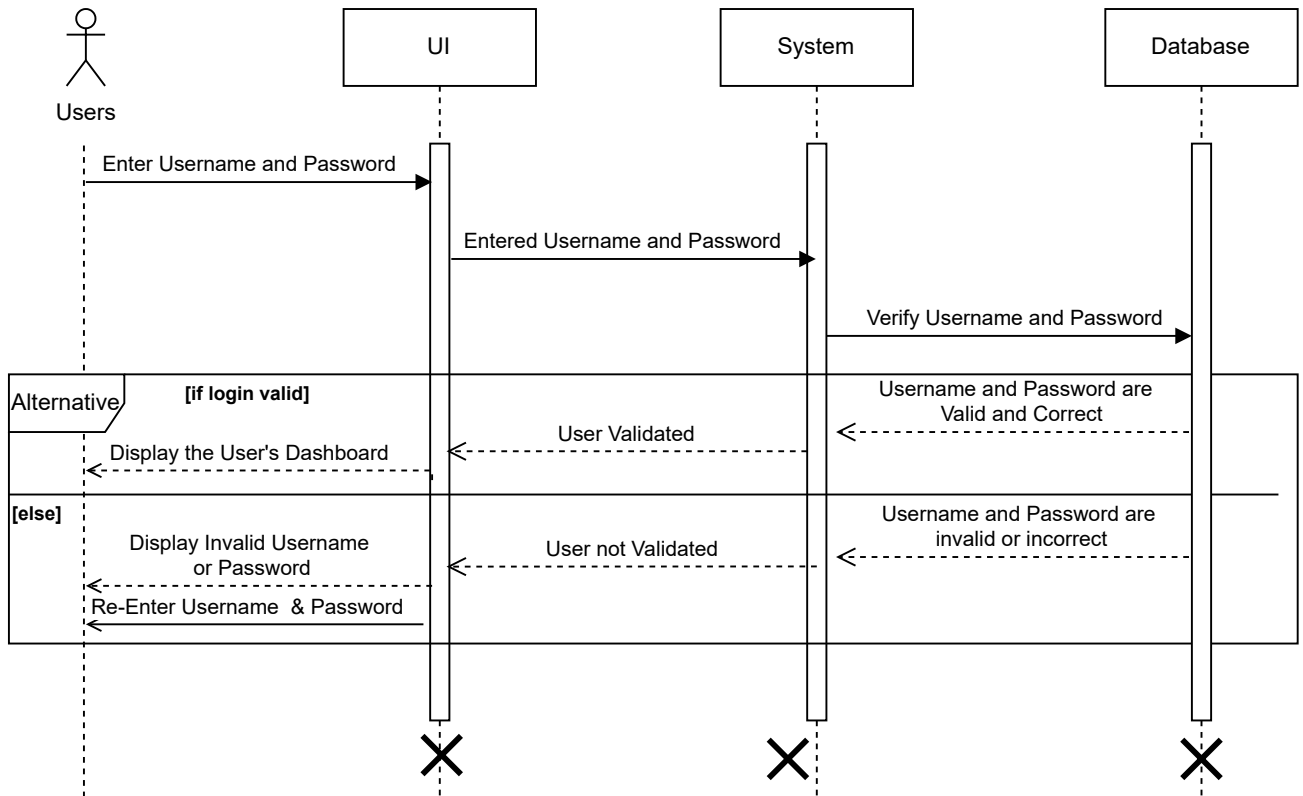 Users
UI
System
Database
Enter Username and Password
Entered Username and Password
Verify Username and Password
Alternative
[if login valid]
Username and Password are
Valid and Correct
User Validated
Display the User's Dashboard
[else]
Username and Password are
invalid or incorrect
User not Validated
Display Invalid Username
or Password
Re-Enter Username  & Password